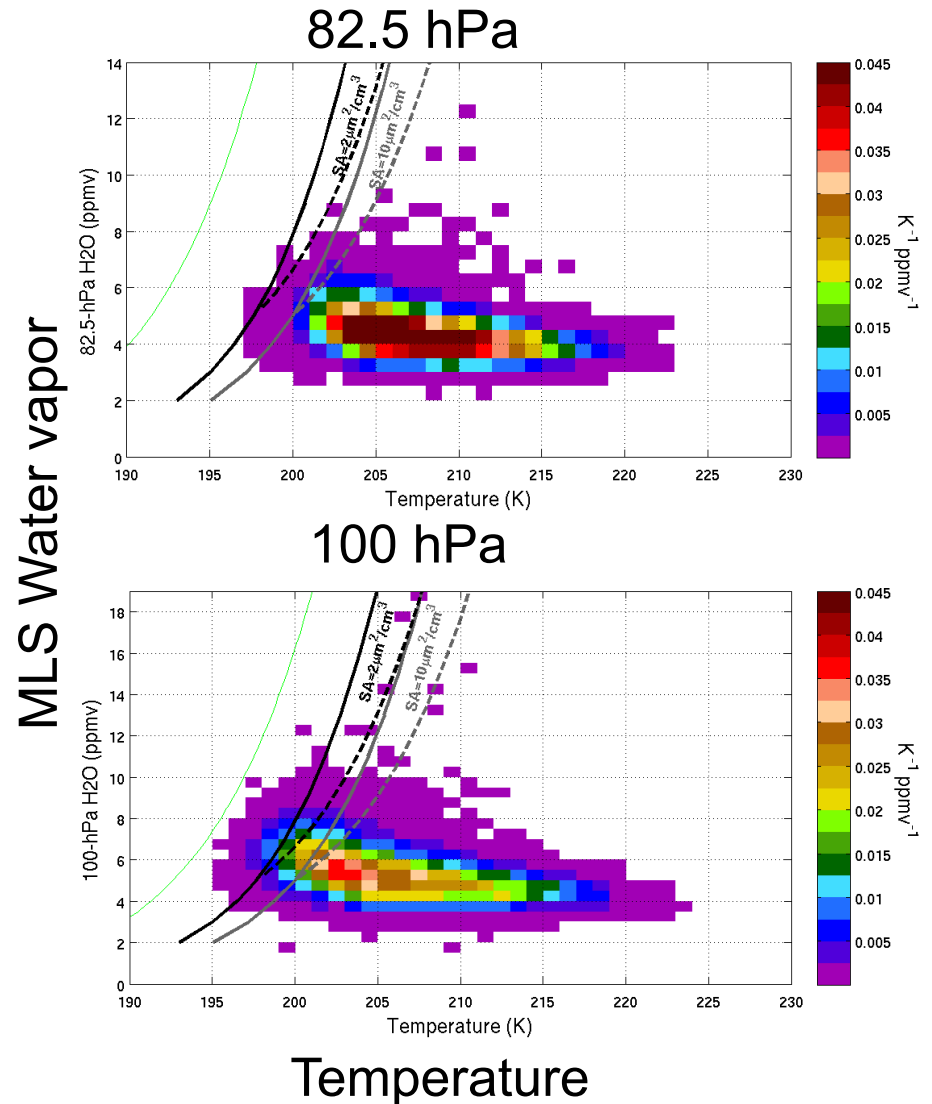 82.5 hPa
14
12
10
8
6
4
2
0
82.5-hPa H2O (ppmv)
SA=2μm²/cm³
SA=10μm²/cm³
190 195 200 205 210 215 220 225 230
Temperature (K)
0.045
0.04
0.035
0.03
0.025
0.02
0.015
0.01
0.005
K⁻¹ ppmv⁻¹
MLS Water vapor
100 hPa
18
16
14
12
10
8
6
4
2
0
100-hPa H2O (ppmv)
SA=2μm²/cm³
SA=10μm²/cm³
190 195 200 205 210 215 220 225 230
Temperature (K)
0.045
0.04
0.035
0.03
0.025
0.02
0.015
0.01
0.005
K⁻¹ ppmv⁻¹
Temperature